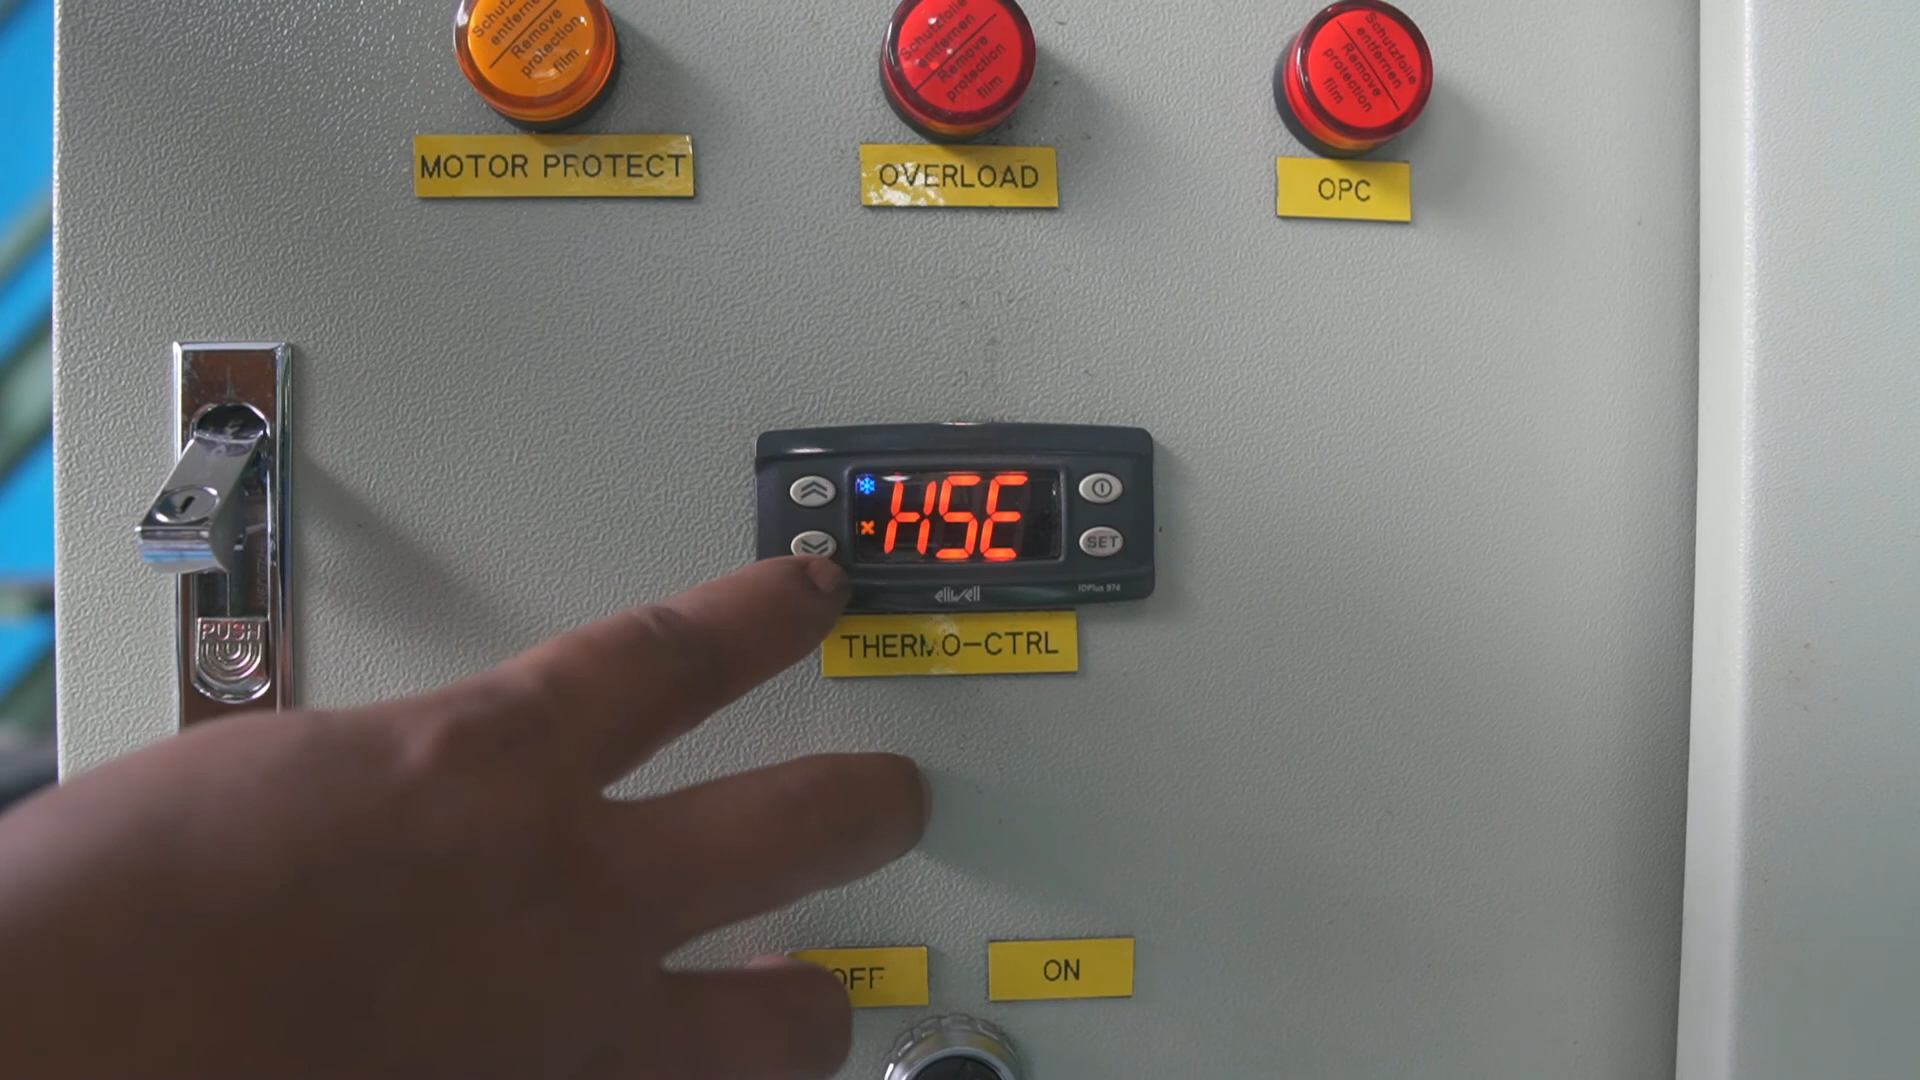 Schutzfolie
entfernen
Remove
protection
film
Schutzfolie
entfernen
Remove
protection
film
Schutzfolie
entfernen
Remove
protection
film
MOTOR PROTECT
OVERLOAD
OPC
HSE
SET
eliwell
IDPlus 974
THERMO-CTRL
PUSH
OFF
ON